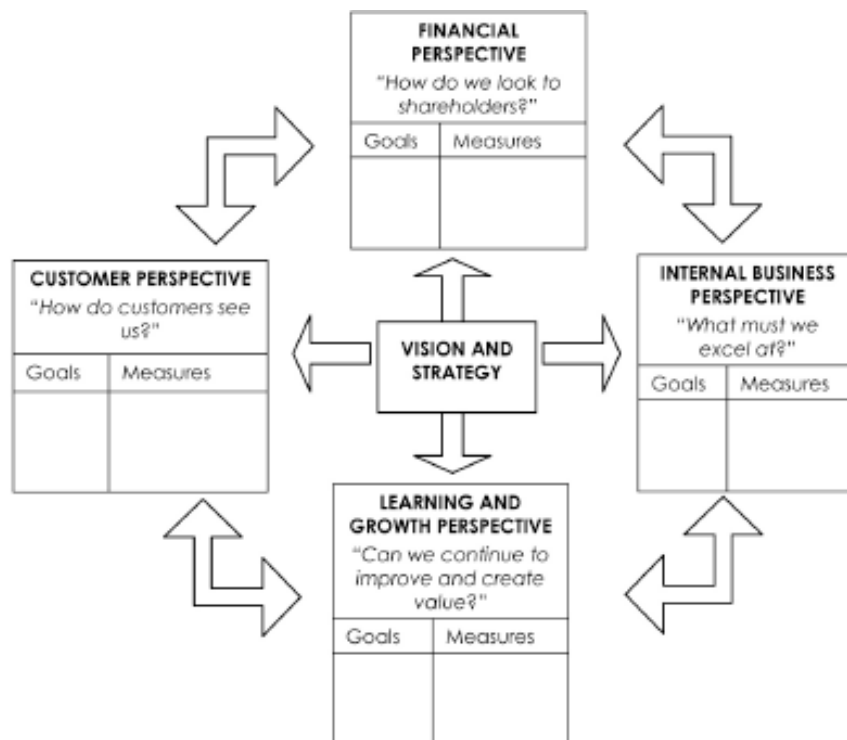 FINANCIAL
PERSPECTIVE
“How do we look to
shareholders?”
Goals Measures
CUSTOMER PERSPECTIVE
“How do customers see
us?”
Goals Measures
VISION AND
STRATEGY
INTERNAL BUSINESS
PERSPECTIVE
“What must we
excel at?”
Goals Measures
LEARNING AND
GROWTH PERSPECTIVE
“Can we continue to
improve and create
value?”
Goals Measures